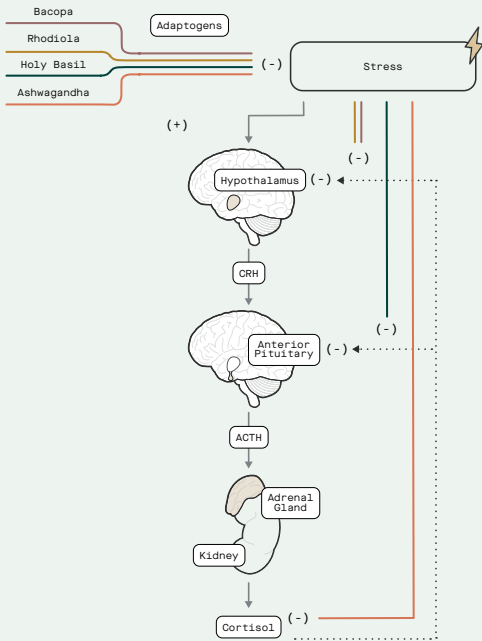 Bacopa
Adaptogens
Rhodiola
Holy Basil
(-)
Stress
Ashwagandha
(+)
(-)
Hypothalamus
(-)
CRH
(-)
Anterior
Pituitary
(-)
ACTH
Adrenal
Gland
Kidney
Cortisol
(-)